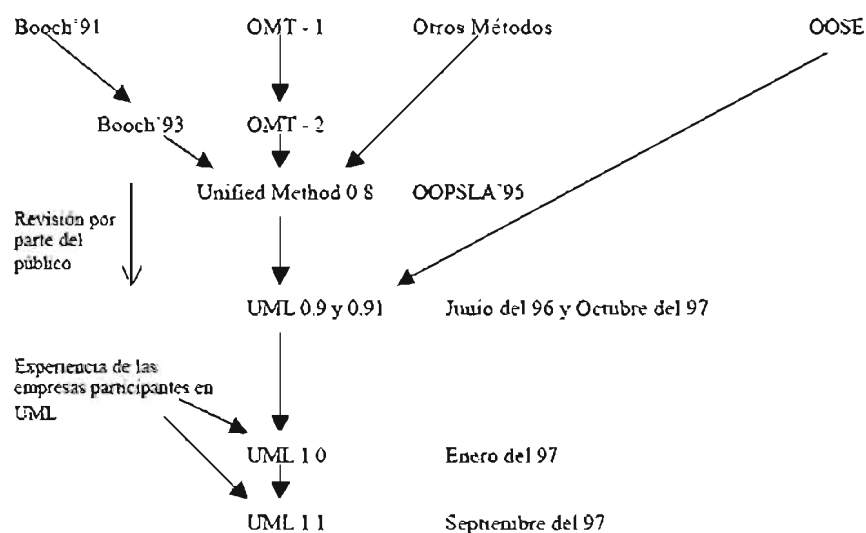 Booch'91
OMT - 1
Otros Métodos
OOSE
Booch'93
OMT - 2
Unified Method 0.8
OOPSLA'95
Revisión por
parte del
público
UML 0.9 y 0.91
Junio del 96 y Octubre del 97
Experiencia de las
empresas participantes en
UML
UML 1.0
Enero del 97
UML 1.1
Septiembre del 97